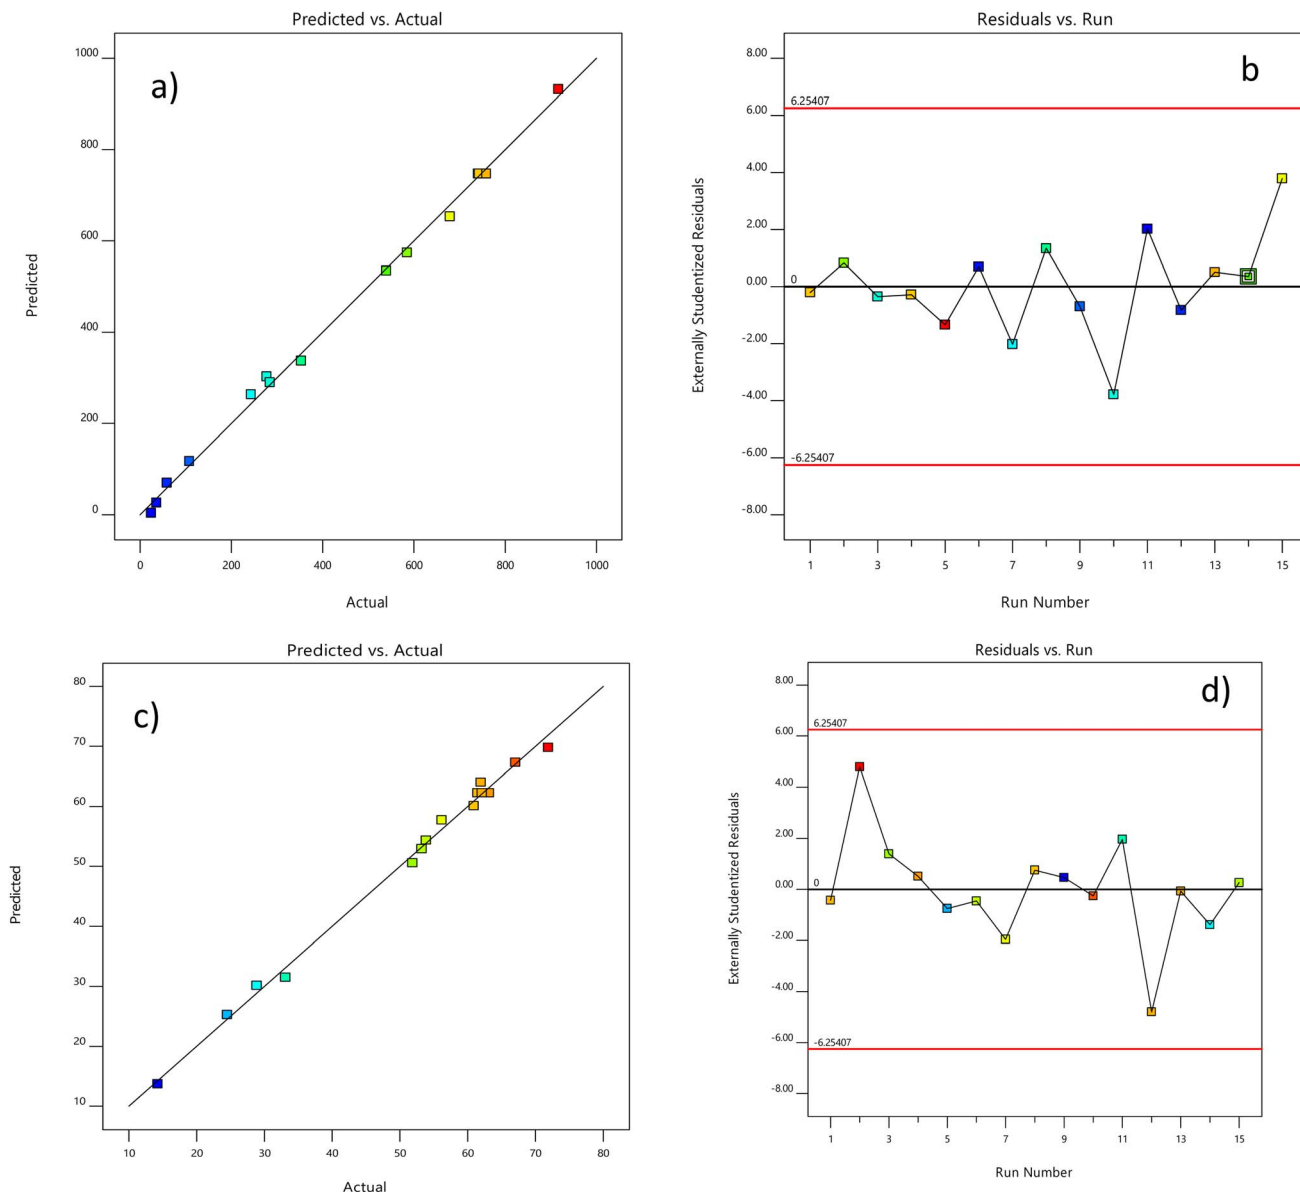 Predicted vs. Actual
a)
1000
800
600
400
200
0
Predicted
0 200 400 600 800 1000
Actual
Residuals vs. Run
b
8.00
6.25407
6.00
4.00
2.00
0
0.00
-2.00
-4.00
-6.00
-6.25407
-8.00
Externally Studentized Residuals
1 3 5 7 9 11 13 15
Run Number
Predicted vs. Actual
c)
80
70
60
50
40
30
20
10
Predicted
10 20 30 40 50 60 70 80
Actual
Residuals vs. Run
d)
8.00
6.25407
6.00
4.00
2.00
0
0.00
-2.00
-4.00
-6.00
-6.25407
-8.00
Externally Studentized Residuals
1 3 5 7 9 11 13 15
Run Number